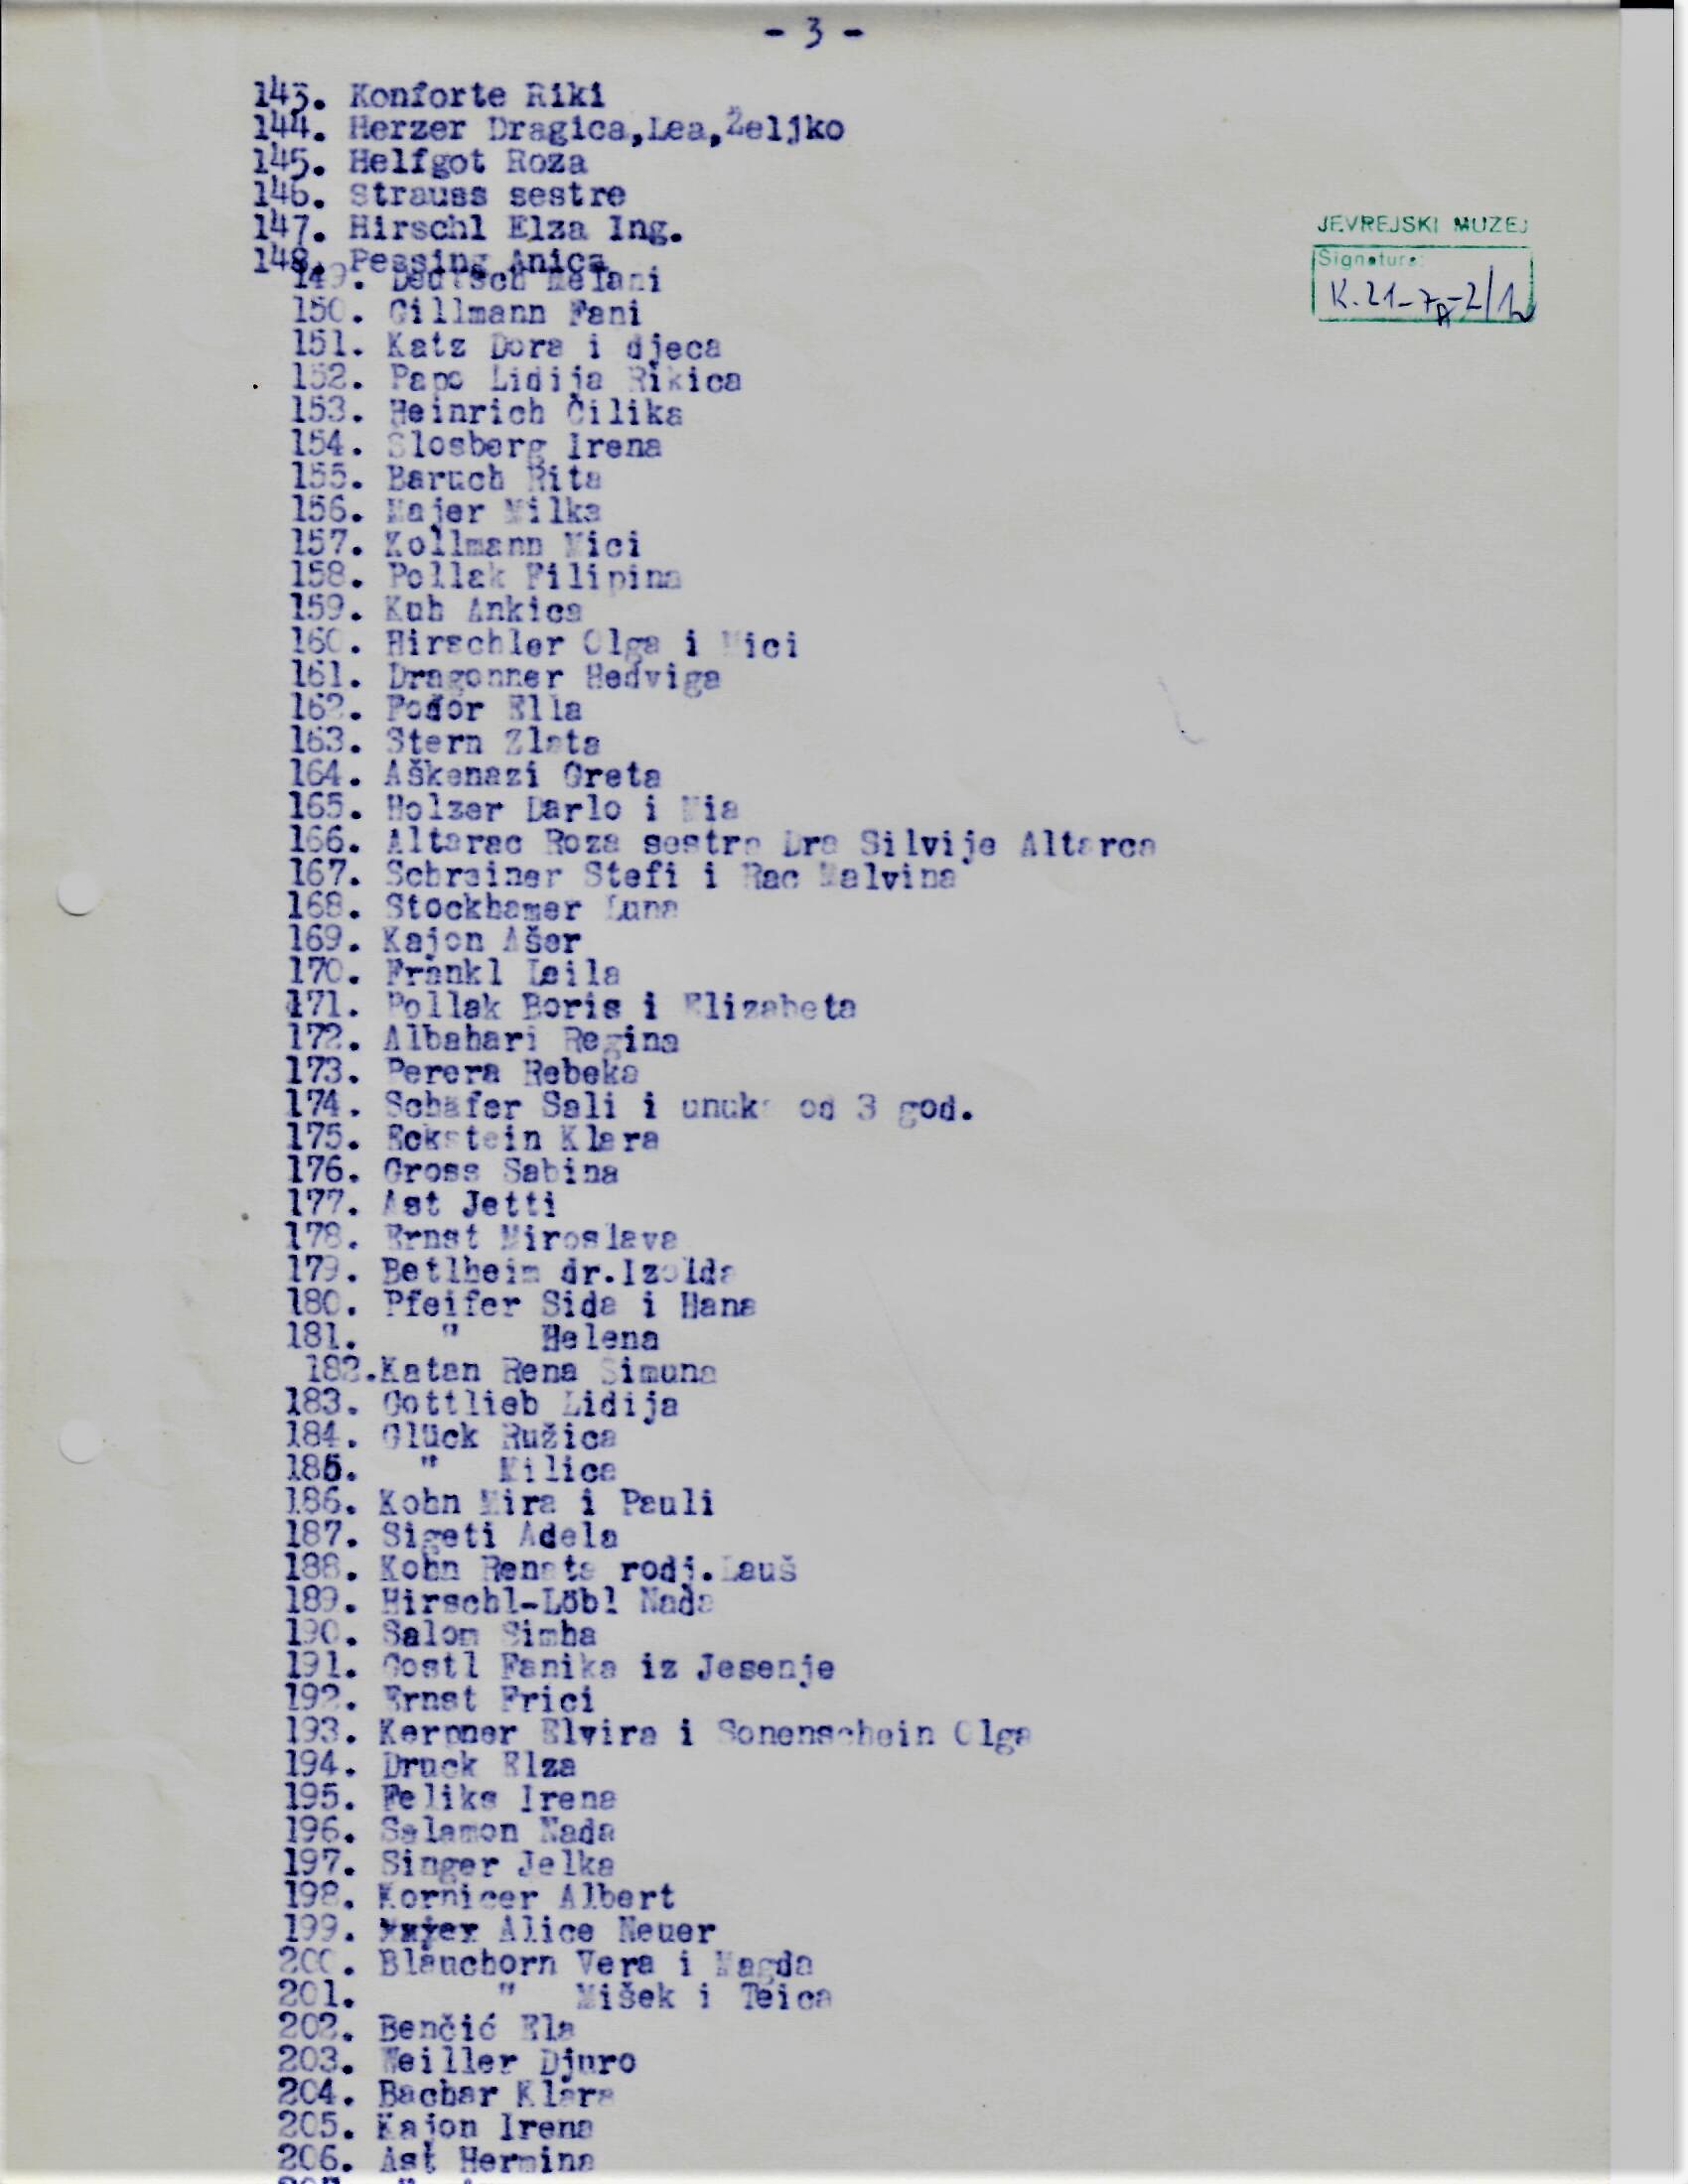 - 3 -
143. Konforte Riki
144. Herzer Dragica,Lea,Željko
145. Helfgot Roza
146. Strauss sestre
147. Hirschl Elza Ing.
JEVREJSKI MUZEJ
148. Pessing Anica
Signatura:
149. Deutsch Melani
K. 21-7A-2/1
150. Gillmann Fani
151. Katz Dora i djeca
152. Papo Lidija Rikica
153. Heinrich Čilika
154. Slosberg Irena
155. Baruch Rita
156. Majer Milka
157. Kollmann Mici
158. Pollak Filipina
159. Kuh Ankica
160. Hirschler Olga i Mici
161. Dragonner Hedviga
162. Fodor Ella
163. Stern Zlata
164. Aškenazi Greta
165. Holzer Darlo i Mia
166. Altarac Roza sestra Dra Silvije Altarca
167. Schreiner Stefi i Rac Malvina
168. Stockhamer Luna
169. Kajon Ašer
170. Fränkl Leila
171. Pollak Boris i Elizabeta
172. Albahari Regina
173. Perera Rebeka
174. Schäfer Sali i unuka od 3 god.
175. Eckstein Klara
176. Gross Sabina
177. Ast Jetti
178. Ernst Miroslava
179. Betlheim dr.Izolda
180. Pfeifer Sida i Hana
181. " Helena
182.Katan Rena Simuna
183. Gottlieb Lidija
184. Glück Ružica
185. " Milica
186. Kohn Mira i Pauli
187. Sigeti Adela
188. Kohn Renata rodj.Lauš
189. Hirschl-Löbl Nada
190. Salom Simha
191. Gostl Fanika iz Jesenje
192. Ernst Frici
193. Kerpner Elvira i Sonenschein Olga
194. Druck Elza
195. Feliks Irena
196. Salamon Nada
197. Singer Jelka
198. Kornicer Albert
199. Alice Neuer
200. Blauhorn Vera i Magda
201. " Mišek i Teica
202. Benčić Ela
203. Weiller Djuro
204. Bachar Klara
205. Kajon Irena
206. Ast Hermina